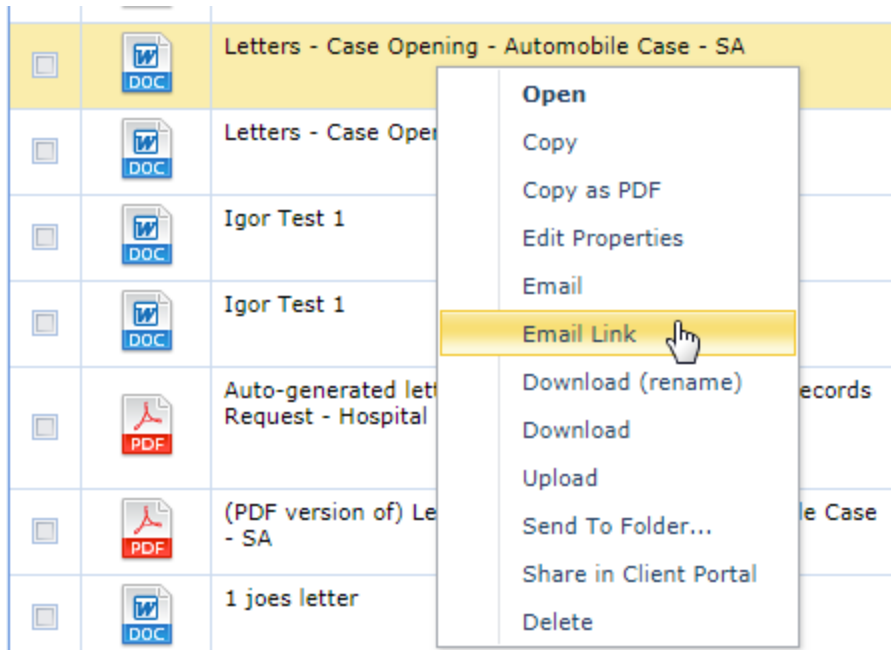 Letters - Case Opening - Automobile Case - SA
DOC
Open
Letters - Case Oper
DOC
Copy
Copy as PDF
Igor Test 1
DOC
Edit Properties
Email
Igor Test 1
DOC
Email Link
Auto-generated lett
ecords
Request - Hospital
PDF
Download (rename)
Download
Upload
(PDF version of) Le
le Case
- SA
PDF
Send To Folder...
Share in Client Portal
1 joes letter
DOC
Delete